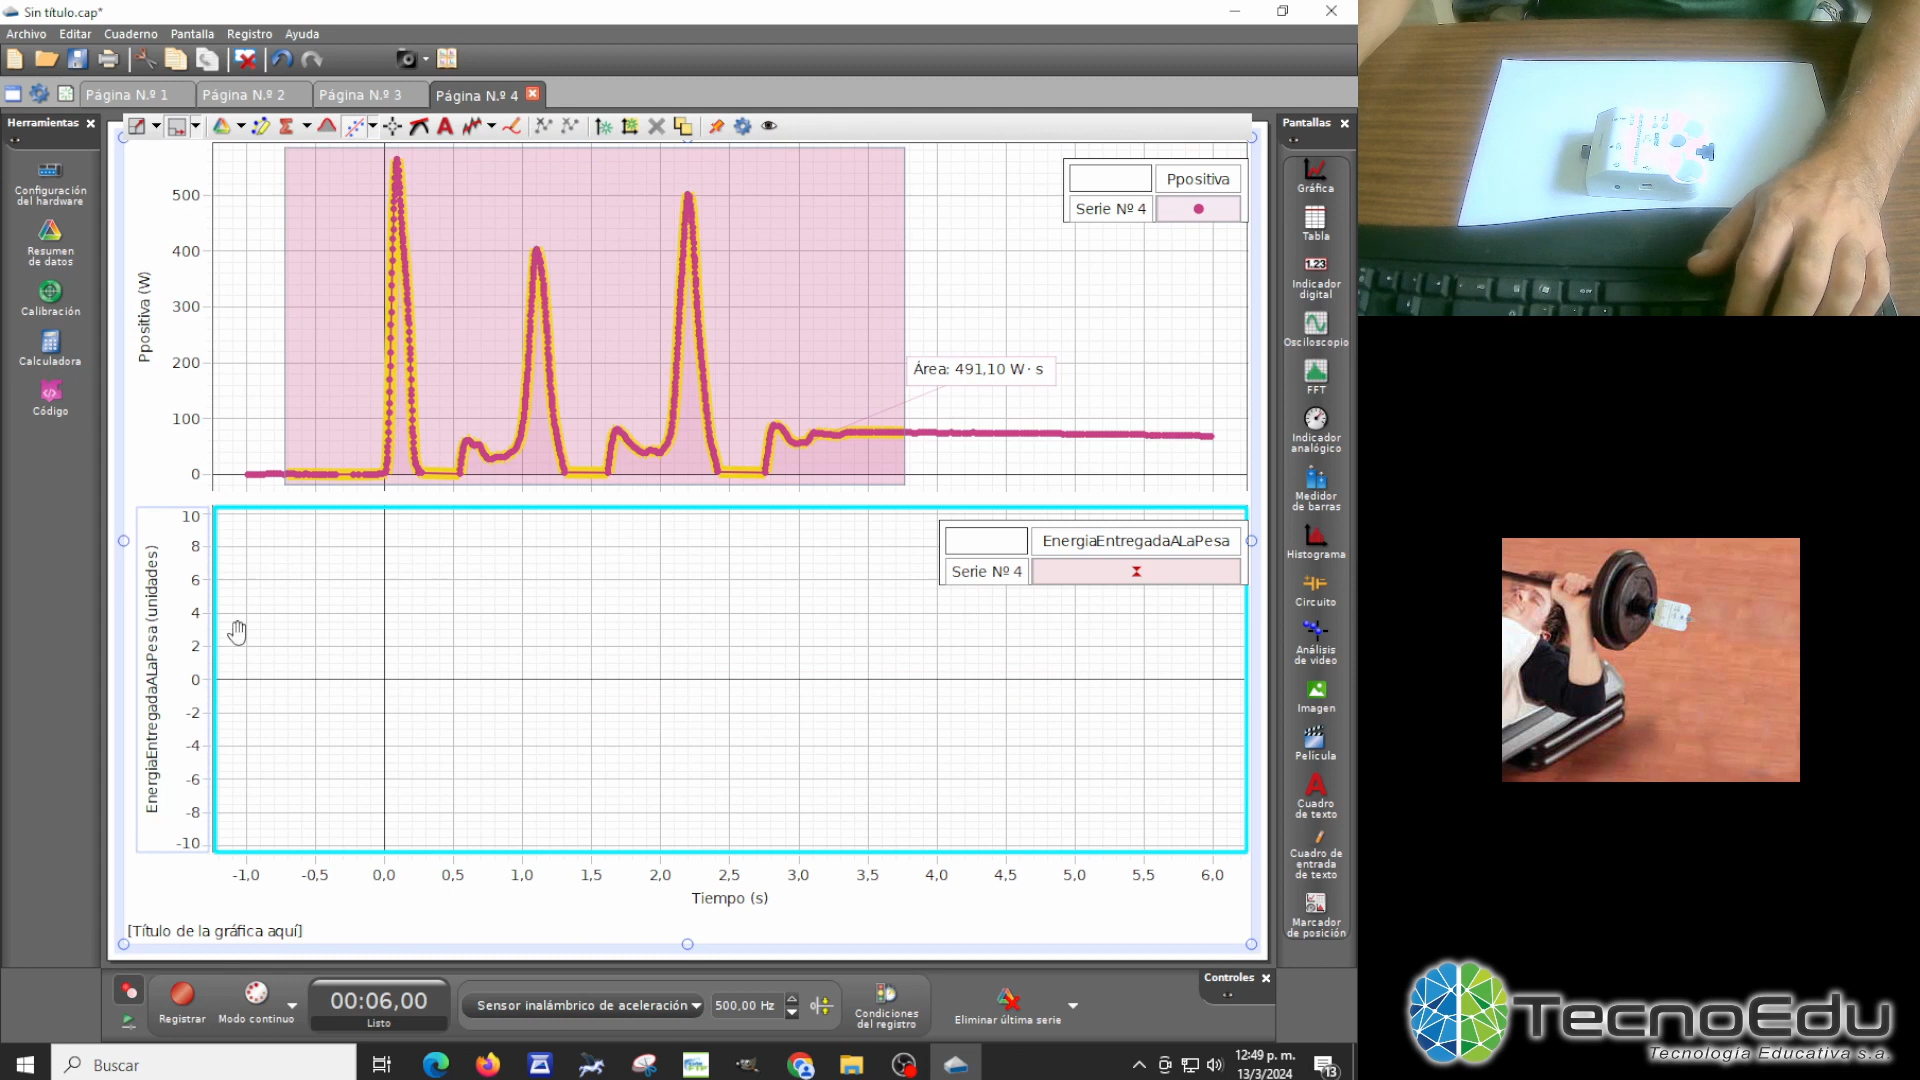 Sin título.cap*
Archivo Editar Cuaderno Pantalla Registro Ayuda
Página N.º 1 Página N.º 2 Página N.º 3 Página N.º 4
Herramientas
Configuración
del hardware
Resumen
de datos
Calibración
Calculadora
Código
Ppositiva (W)
500
400
300
200
100
0
Ppositiva
Serie Nº 4
Área: 491,10 W· s
EnergiaEntregadaALaPesa (unidades)
10
8
6
4
2
0
-2
-4
-6
-8
-10
EnergiaEntregadaALaPesa
Serie Nº 4
-1,0 -0,5 0,0 0,5 1,0 1,5 2,0 2,5 3,0 3,5 4,0 4,5 5,0 5,5 6,0
Tiempo (s)
[Título de la gráfica aquí]
Pantallas
Gráfica
Tabla
1.23
Indicador
digital
Osciloscopio
FFT
Indicador
analógico
Medidor
de barras
Histograma
Circuito
Análisis
de video
Imagen
Película
Cuadro
de texto
Cuadro de
entrada
de texto
Marcador
de posición
Registrar
Modo continuo
00:06,00
Listo
Sensor inalámbrico de aceleración
500,00 Hz
Condiciones
del registro
Eliminar última serie
Controles
Buscar
12:49 p. m.
13/3/2024
13
TecnoEdu
Tecnología Educativa s.a.